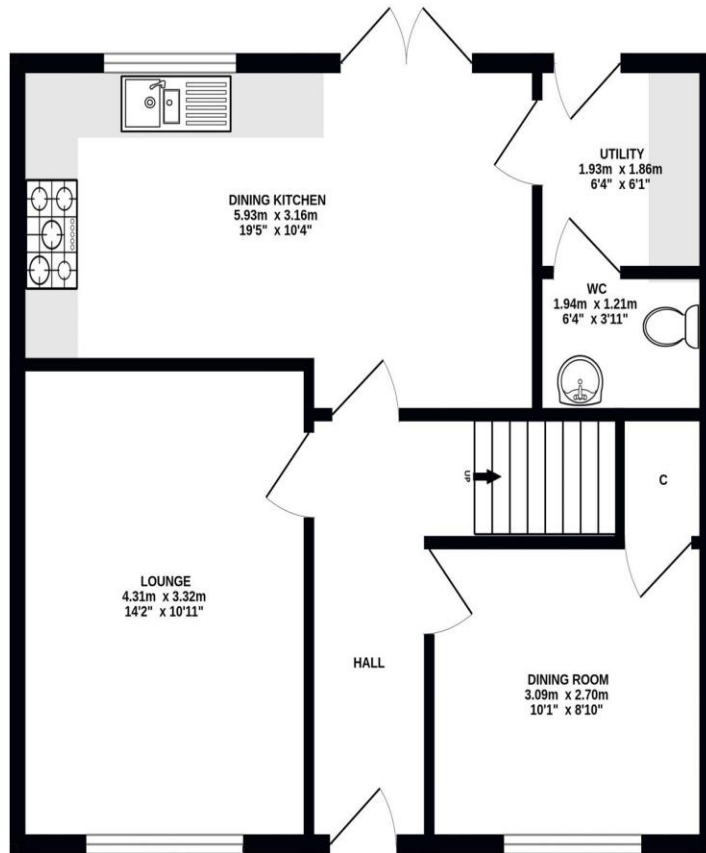 DINING KITCHEN
5.93m x 3.16m
19'5" x 10'4"
UTILITY
1.93m x 1.86m
6'4" x 6'1"
WC
1.94m x 1.21m
6'4" x 3'11"
UP
C
LOUNGE
4.31m x 3.32m
14'2" x 10'11"
HALL
DINING ROOM
3.09m x 2.70m
10'1" x 8'10"